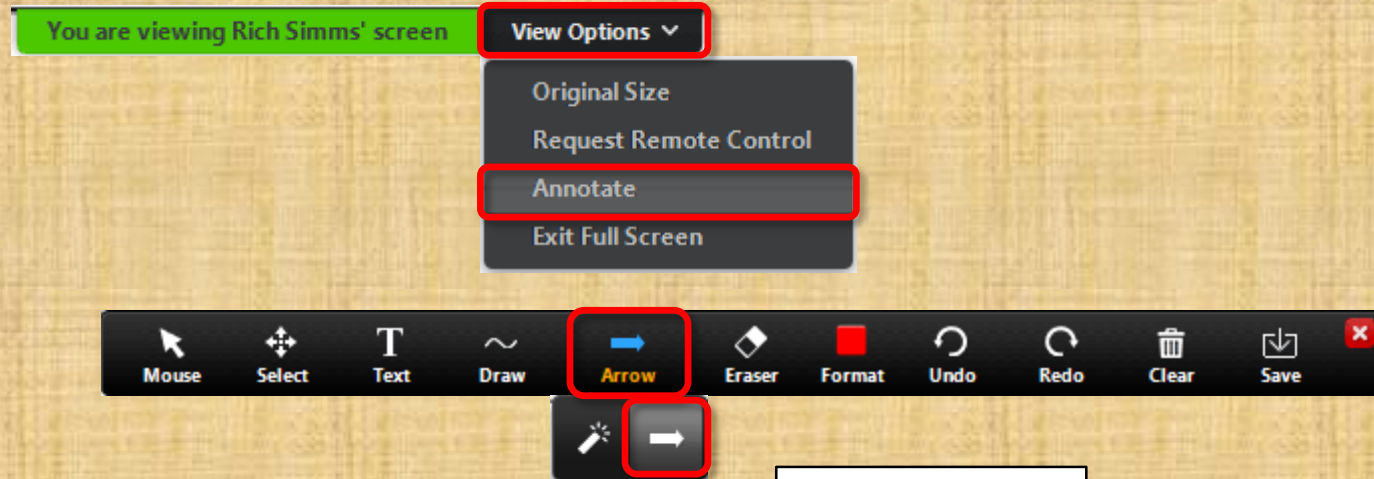 You are viewing Rich Simms' screen View Options
Original Size
Request Remote Control
Annotate
Exit Full Screen
Mouse Select Text Draw Arrow Eraser Format Undo Redo Clear Save